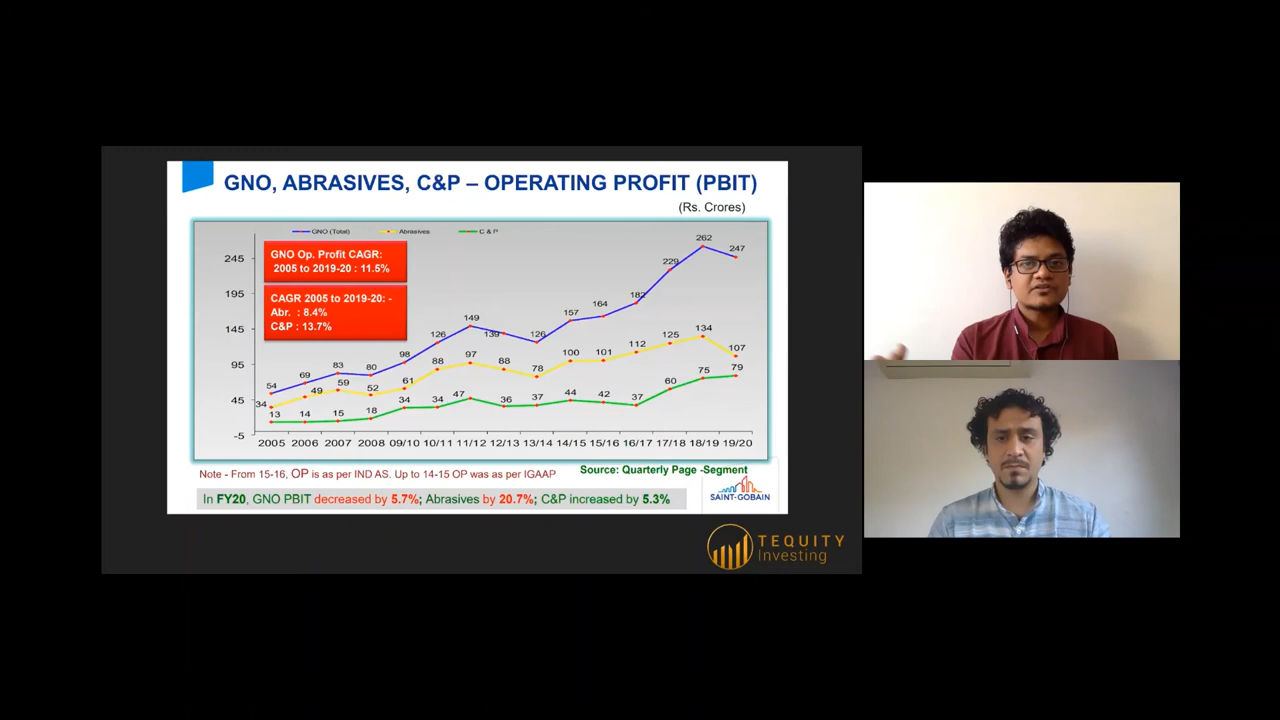 GNO, ABRASIVES, C&P – OPERATING PROFIT (PBIT)
(Rs. Crores)
GNO (Total) Abrasives C & P
GNO Op. Profit CAGR:
2005 to 2019-20 : 11.5%
CAGR 2005 to 2019-20: -
Abr. : 8.4%
C&P : 13.7%
245
195
145
95
45
-5
54 69 83 80 98 126 149 139 126 157 164 182 229 262 247
34 49 59 52 61 88 97 88 78 100 101 112 125 134 107
13 14 15 18 34 34 47 36 37 44 42 37 60 75 79
2005 2006 2007 2008 09/10 10/11 11/12 12/13 13/14 14/15 15/16 16/17 17/18 18/19 19/20
Note - From 15-16, OP is as per IND AS. Up to 14-15 OP was as per IGAAP
Source: Quarterly Page -Segment
In FY20, GNO PBIT decreased by 5.7%; Abrasives by 20.7%; C&P increased by 5.3%
SAINT-GOBAIN
TEQUITY
Investing